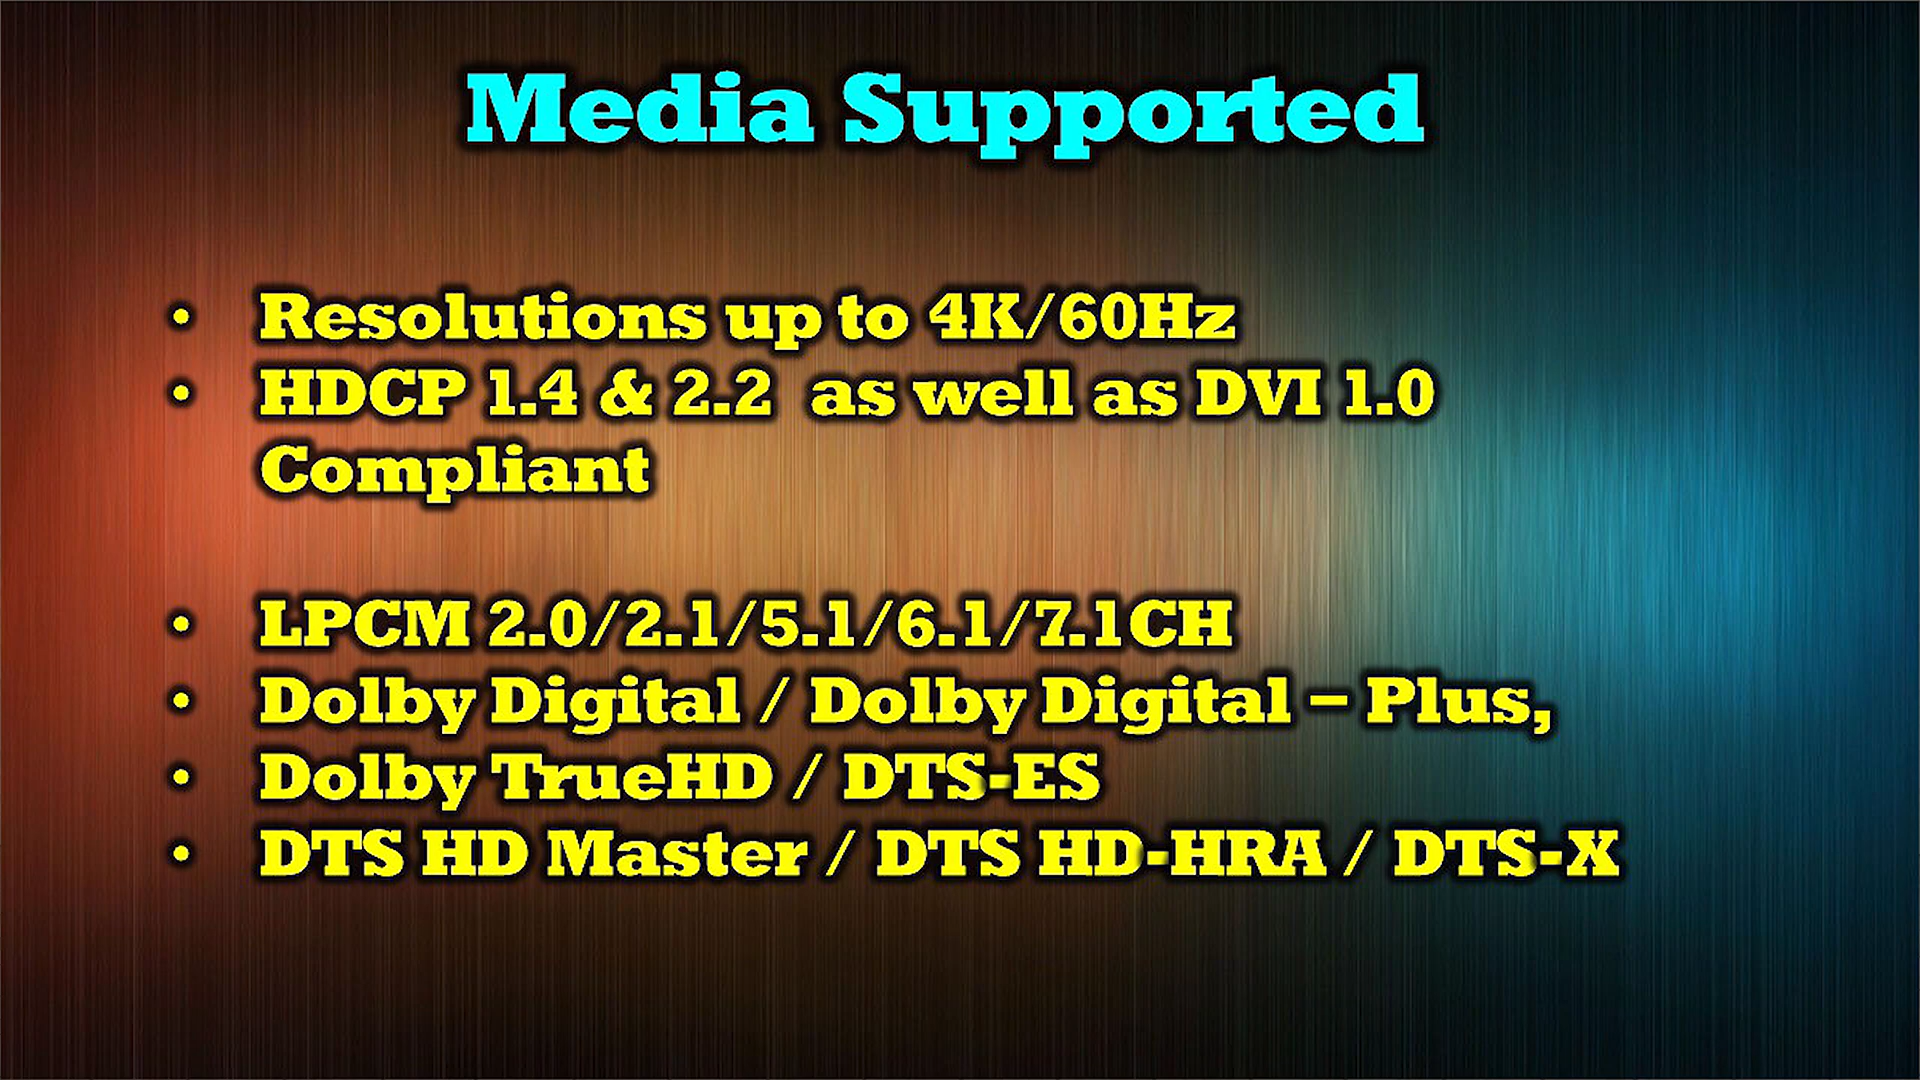 Media Supported
• Resolutions up to 4K/60Hz
• HDCP 1.4 & 2.2  as well as DVI 1.0
Compliant
• LPCM 2.0/2.1/5.1/6.1/7.1CH
• Dolby Digital / Dolby Digital – Plus,
• Dolby TrueHD / DTS-ES
• DTS HD Master / DTS HD-HRA / DTS-X